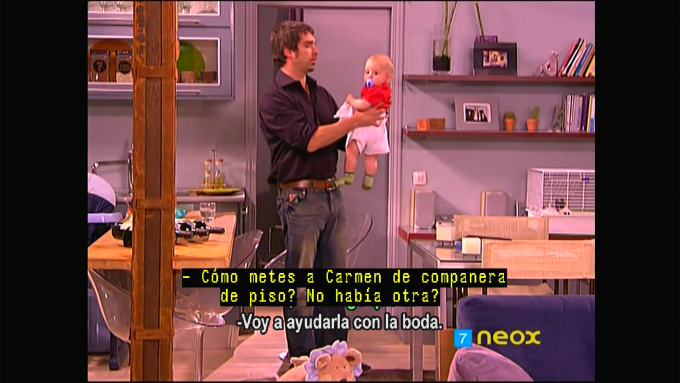 - Cómo metes a Carmen de companera
de piso? No había otra?
-Voy a ayudarla con la boda.
7 neox